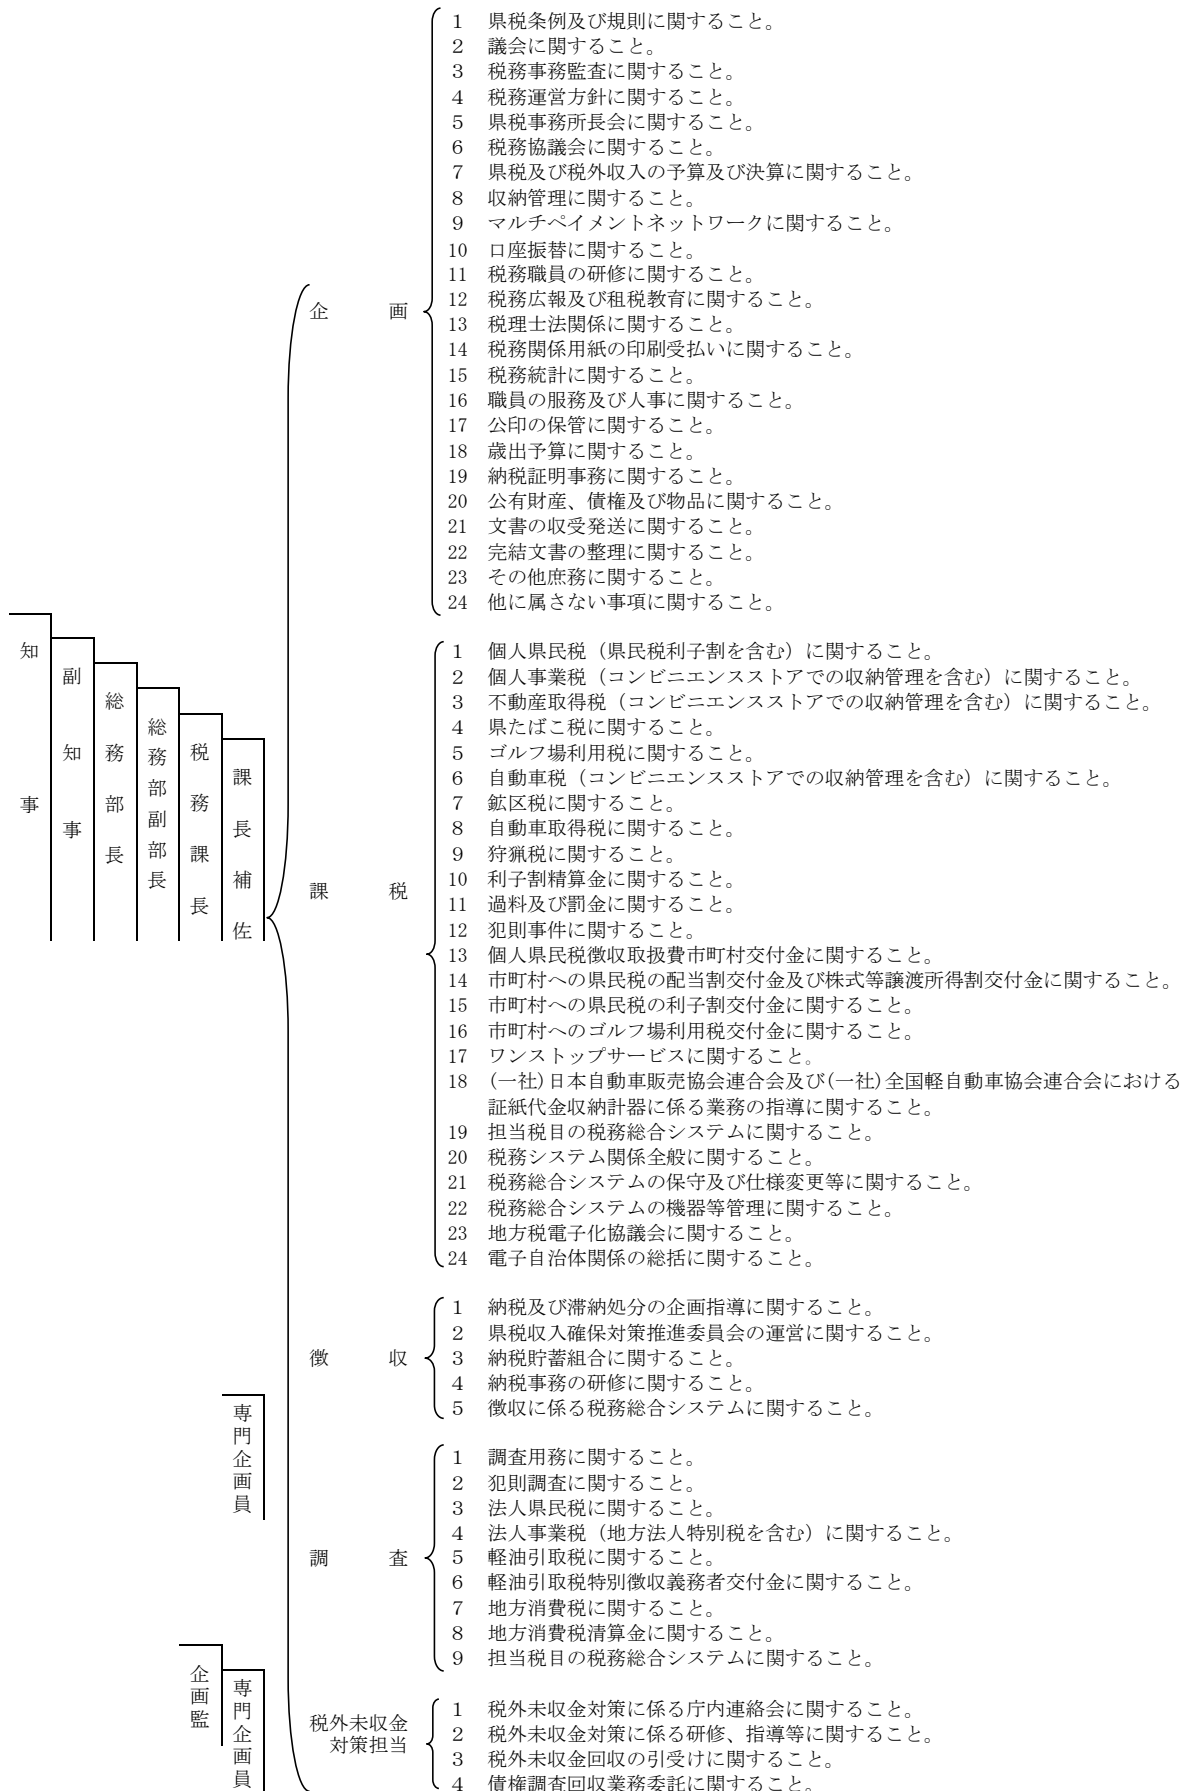 知事
副知事
総務部長
総務部副部長
税務課長
課長補佐
企画
1 県税条例及び規則に関すること。
2 議会に関すること。
3 税務事務監査に関すること。
4 税務運営方針に関すること。
5 県税事務所長会に関すること。
6 税務協議会に関すること。
7 県税及び税外収入の予算及び決算に関すること。
8 収納管理に関すること。
9 マルチペイメントネットワークに関すること。
10 口座振替に関すること。
11 税務職員の研修に関すること。
12 税務広報及び租税教育に関すること。
13 税理士法関係に関すること。
14 税務関係用紙の印刷受払いに関すること。
15 税務統計に関すること。
16 職員の服務及び人事に関すること。
17 公印の保管に関すること。
18 歳出予算に関すること。
19 納税証明事務に関すること。
20 公有財産、債権及び物品に関すること。
21 文書の収受発送に関すること。
22 完結文書の整理に関すること。
23 その他庶務に関すること。
24 他に属さない事項に関すること。
課税
1 個人県民税（県民税利子割を含む）に関すること。
2 個人事業税（コンビニエンスストアでの収納管理を含む）に関すること。
3 不動産取得税（コンビニエンスストアでの収納管理を含む）に関すること。
4 県たばこ税に関すること。
5 ゴルフ場利用税に関すること。
6 自動車税（コンビニエンスストアでの収納管理を含む）に関すること。
7 鉱区税に関すること。
8 自動車取得税に関すること。
9 狩猟税に関すること。
10 利子割精算金に関すること。
11 過料及び罰金に関すること。
12 犯則事件に関すること。
13 個人県民税徴収取扱費市町村交付金に関すること。
14 市町村への県民税の配当割交付金及び株式等譲渡所得割交付金に関すること。
15 市町村への県民税の利子割交付金に関すること。
16 市町村へのゴルフ場利用税交付金に関すること。
17 ワンストップサービスに関すること。
18 (一社)日本自動車販売協会連合会及び(一社)全国軽自動車協会連合会における
証紙代金収納計器に係る業務の指導に関すること。
19 担当税目の税務総合システムに関すること。
20 税務システム関係全般に関すること。
21 税務総合システムの保守及び仕様変更等に関すること。
22 税務総合システムの機器等管理に関すること。
23 地方税電子化協議会に関すること。
24 電子自治体関係の総括に関すること。
徴収
1 納税及び滞納処分の企画指導に関すること。
2 県税収入確保対策推進委員会の運営に関すること。
3 納税貯蓄組合に関すること。
4 納税事務の研修に関すること。
5 徴収に係る税務総合システムに関すること。
専門企画員
調査
1 調査用務に関すること。
2 犯則調査に関すること。
3 法人県民税に関すること。
4 法人事業税（地方法人特別税を含む）に関すること。
5 軽油引取税に関すること。
6 軽油引取税特別徴収義務者交付金に関すること。
7 地方消費税に関すること。
8 地方消費税清算金に関すること。
9 担当税目の税務総合システムに関すること。
企画監
専門企画員
税外未収金
対策担当
1 税外未収金対策に係る庁内連絡会に関すること。
2 税外未収金対策に係る研修、指導等に関すること。
3 税外未収金回収の引受けに関すること。
4 債権調査回収業務委託に関すること。